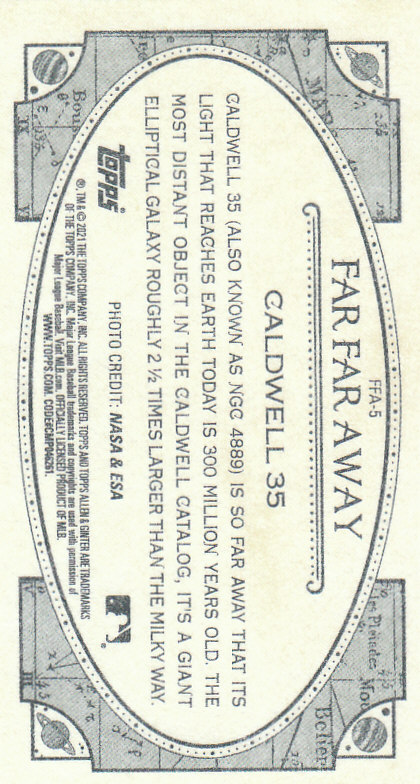 FFA-5
FAR FAR AWAY
CALDWELL 35
CALDWELL 35 (ALSO KNOWN AS NGC 4889) IS SO FAR AWAY THAT ITS
LIGHT THAT REACHES EARTH TODAY IS 300 MILLION YEARS OLD. THE
MOST DISTANT OBJECT IN THE CALDWELL CATALOG, IT'S A GIANT
ELLIPTICAL GALAXY ROUGHLY 2 ½ TIMES LARGER THAN THE MILKY WAY.
PHOTO CREDIT: NASA & ESA
topps
®, TM & © 2021 THE TOPPS COMPANY, INC. ALL RIGHTS RESERVED. TOPPS AND TOPPS ALLEN & GINTER ARE TRADEMARKS
OF THE TOPPS COMPANY, INC. Major League Baseball trademarks and copyrights are used with permission of
Major League Baseball. Visit MLB.com. OFFICIALLY LICENSED PRODUCT OF MLB.
WWW.TOPPS.COM. CODE#CMP046261.
Les Pleiades